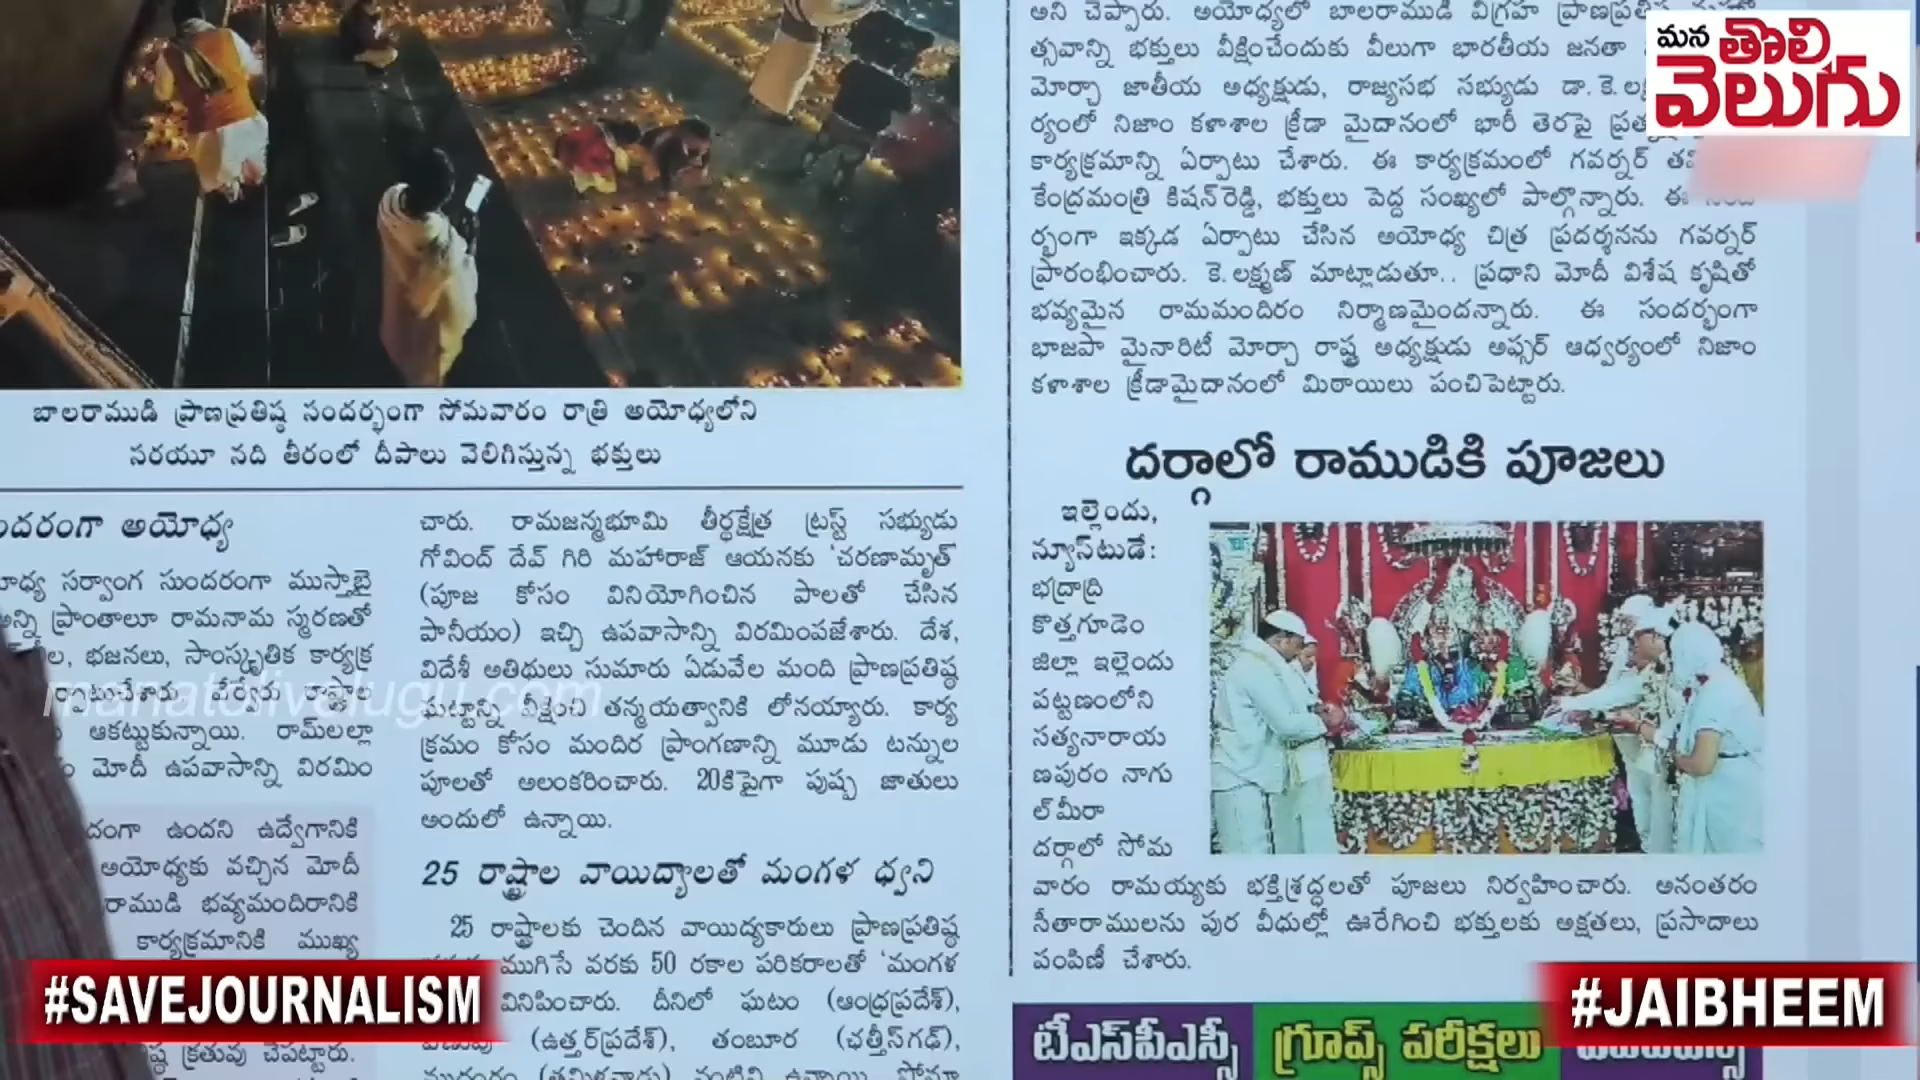 బాలరాముడి ప్రాణప్రతిష్ఠ సందర్భంగా సోమవారం రాత్రి అయోధ్యలోని
సరయూ నది తీరంలో దీపాలు వెలిగిస్తున్న భక్తులు
అయోధ్య
సర్వాంగ సుందరంగా ముస్తాబై
ప్రాంతాలూ రామనామ స్మరణతో
భజనలు, సాంస్కృతిక కార్యక్ర
ఆకట్టుకున్నాయి. రామ్‌లల్లా
మోదీ ఉపవాసాన్ని విరమిం
ఉందని ఉద్వేగానికి
అయోధ్యకు వచ్చిన మోదీ
భవ్యమందిరానికి
కార్యక్రమానికి ముఖ్య
క్రతువు చేపట్టారు.
చారు. రామజన్మభూమి తీర్థక్షేత్ర ట్రస్ట్ సభ్యుడు
గోవింద్ దేవ్ గిరి మహారాజ్ ఆయనకు 'చరణామృత్'
(పూజ కోసం వినియోగించిన పాలతో చేసిన
పానీయం) ఇచ్చి ఉపవాసాన్ని విరమింపజేశారు. దేశ,
విదేశీ అతిథులు సుమారు ఏడువేల మంది ప్రాణప్రతిష్ఠ
ఘట్టాన్ని వీక్షించి తన్మయత్వానికి లోనయ్యారు. కార్య
క్రమం కోసం మందిర ప్రాంగణాన్ని మూడు టన్నుల
పూలతో అలంకరించారు. 20కిపైగా పుష్ప జాతులు
అందులో ఉన్నాయి.
25 రాష్ట్రాల వాయిద్యాలతో మంగళ ధ్వని
25 రాష్ట్రాలకు చెందిన వాయిద్యకారులు ప్రాణప్రతిష్ఠ
ముగిసే వరకు 50 రకాల పరికరాలతో 'మంగళ
వినిపించారు. దీనిలో ఘటం (ఆంధ్రప్రదేశ్),
(ఉత్తర్‌ప్రదేశ్), తంబూర (ఛత్తీస్‌గఢ్),
అని చెప్పారు. అయోధ్యలో బాలరాముడి విగ్రహ
త్సవాన్ని భక్తులు వీక్షించేందుకు వీలుగా భారతీయ జనతా
మోర్చా జాతీయ అధ్యక్షుడు, రాజ్యసభ సభ్యుడు డా. కె.
ర్యంలో నిజాం కళాశాల క్రీడా మైదానంలో భారీ తెరపై
కార్యక్రమాన్ని ఏర్పాటు చేశారు. ఈ కార్యక్రమంలో గవర్నర్
కేంద్రమంత్రి కిషన్‌రెడ్డి, భక్తులు పెద్ద సంఖ్యలో పాల్గొన్నారు. ఈ
ర్భంగా ఇక్కడ ఏర్పాటు చేసిన అయోధ్య చిత్ర ప్రదర్శనను గవర్నర్
ప్రారంభించారు. కె.లక్ష్మణ్ మాట్లాడుతూ.. ప్రధాని మోదీ విశేష కృషితో
భవ్యమైన రామమందిరం నిర్మాణమైందన్నారు. ఈ సందర్భంగా
భాజపా మైనారిటీ మోర్చా రాష్ట్ర అధ్యక్షుడు అఫ్సర్ ఆధ్వర్యంలో నిజాం
కళాశాల క్రీడామైదానంలో మిఠాయిలు పంచిపెట్టారు.
దర్గాలో రాముడికి పూజలు
ఇల్లెందు,
న్యూస్‌టుడే:
భద్రాద్రి
కొత్తగూడెం
జిల్లా ఇల్లెందు
పట్టణంలోని
సత్యనారాయ
ణపురం నాగు
ల్‌మీరా
దర్గాలో సోమ
వారం రామయ్యకు భక్తిశ్రద్ధలతో పూజలు నిర్వహించారు. అనంతరం
సీతారాములను పుర వీధుల్లో ఊరేగించి భక్తులకు అక్షతలు, ప్రసాదాలు
పంపిణీ చేశారు.
టీఎస్‌పీఎస్సీ గ్రూప్స్ పరీక్షలు
మన
తొలి
వెలుగు
manatolivelugu.com
#SAVEJOURNALISM
#JAIBHEEM